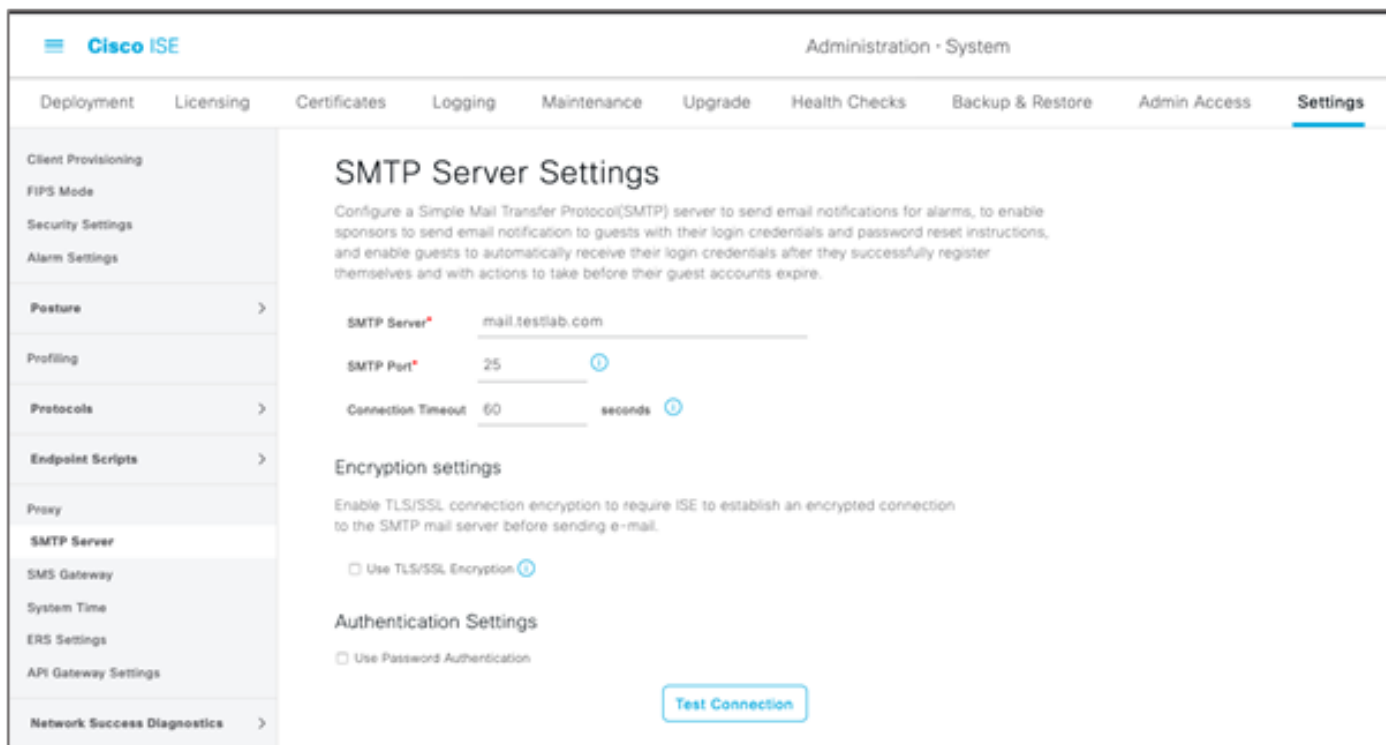 Cisco ISE
Administration · System
Deployment Licensing Certificates Logging Maintenance Upgrade Health Checks Backup & Restore Admin Access Settings
Client Provisioning
FIPS Mode
Security Settings
Alarm Settings
Posture
Profiling
Protocols
Endpoint Scripts
Proxy
SMTP Server
SMS Gateway
System Time
ERS Settings
API Gateway Settings
Network Success Diagnostics
SMTP Server Settings
Configure a Simple Mail Transfer Protocol(SMTP) server to send email notifications for alarms, to enable
sponsors to send email notification to guests with their login credentials and password reset instructions,
and enable guests to automatically receive their login credentials after they successfully register
themselves and with actions to take before their guest accounts expire.
SMTP Server* mail.testlab.com
SMTP Port* 25
Connection Timeout 60 seconds
Encryption settings
Enable TLS/SSL connection encryption to require ISE to establish an encrypted connection
to the SMTP mail server before sending e-mail.
Use TLS/SSL Encryption
Authentication Settings
Use Password Authentication
Test Connection